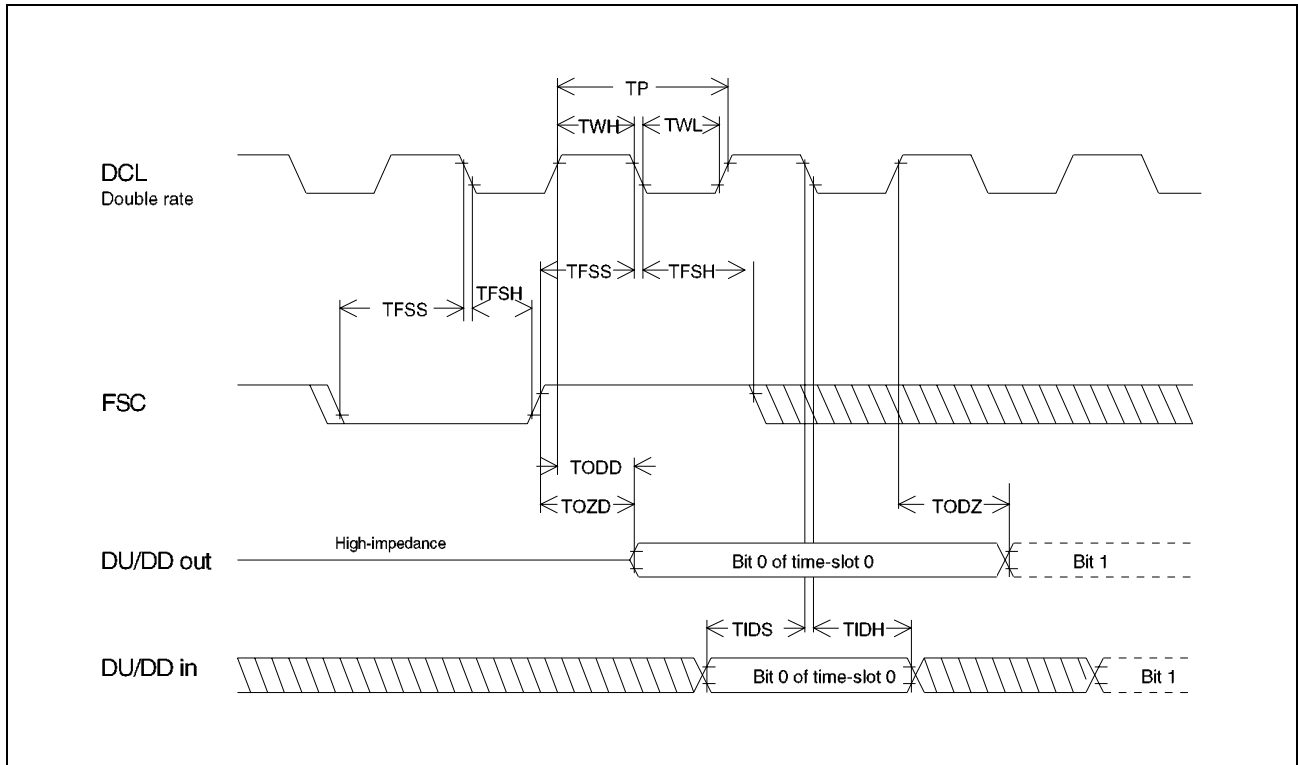 TP
TWH
TWL
DCL
Double rate
TFSS
TFSH
TFSH
TFSS
FSC
TODD
TOZD
TODZ
High-impedance
DU/DD out
Bit 0 of time-slot 0
Bit 1
TIDS
TIDH
DU/DD in
Bit 0 of time-slot 0
Bit 1